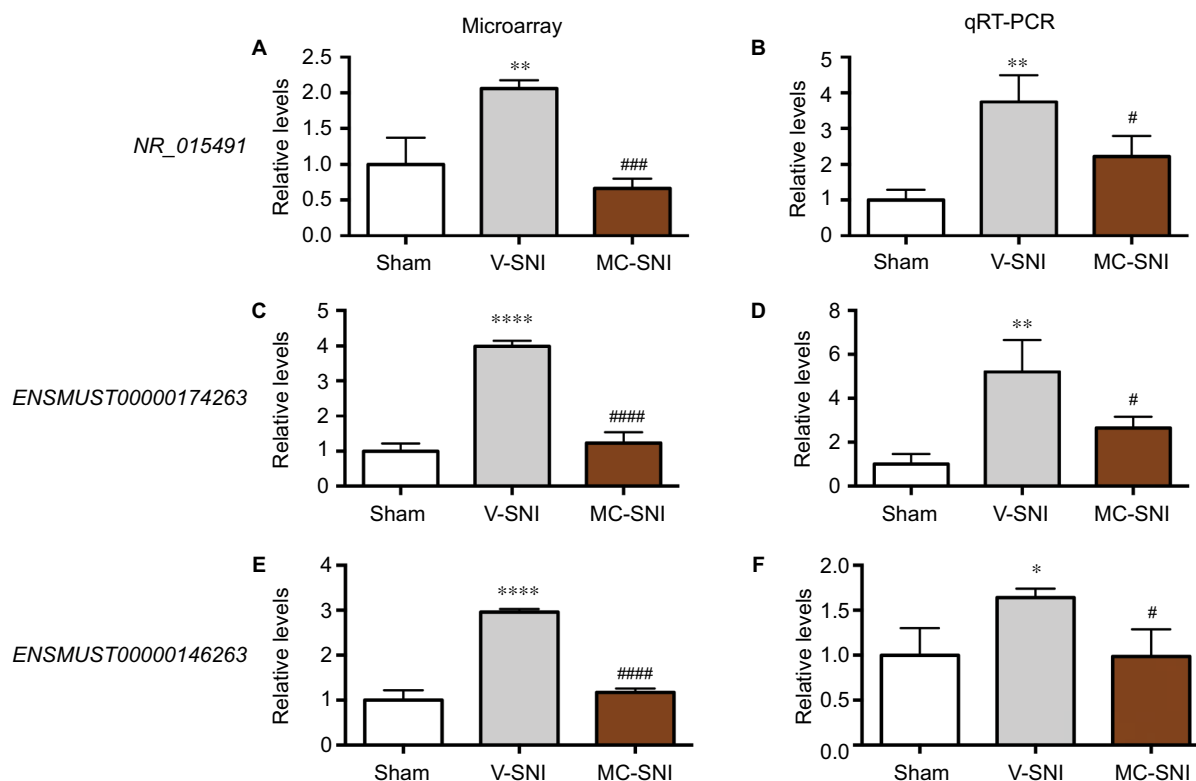 Microarray
qRT-PCR
NR_015491
A
Relative levels
2.5
2.0
1.5
1.0
0.5
0.0
**
###
Sham V-SNI MC-SNI
B
Relative levels
5
4
3
2
1
0
**
#
Sham V-SNI MC-SNI
ENSMUST00000174263
C
Relative levels
5
4
3
2
1
0
****
####
Sham V-SNI MC-SNI
D
Relative levels
8
6
4
2
0
**
#
Sham V-SNI MC-SNI
ENSMUST00000146263
E
Relative levels
4
3
2
1
0
****
####
Sham V-SNI MC-SNI
F
Relative levels
2.0
1.5
1.0
0.5
0.0
*
#
Sham V-SNI MC-SNI